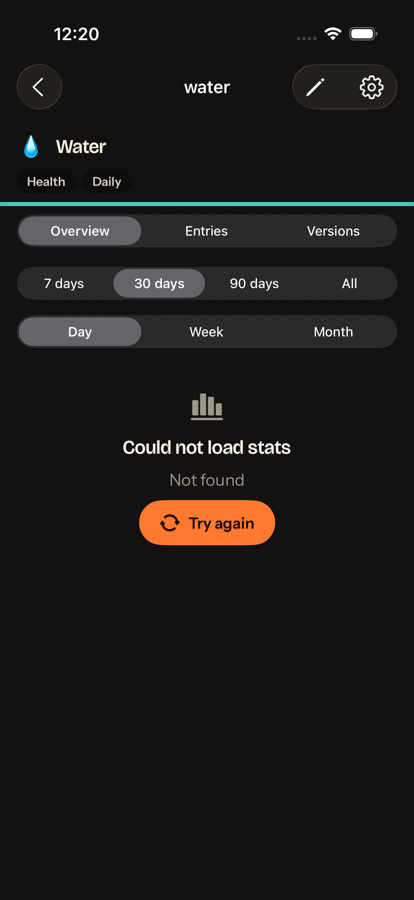 12:20
water
Water
Health Daily
Overview Entries Versions
7 days 30 days 90 days All
Day Week Month
Could not load stats
Not found
Try again